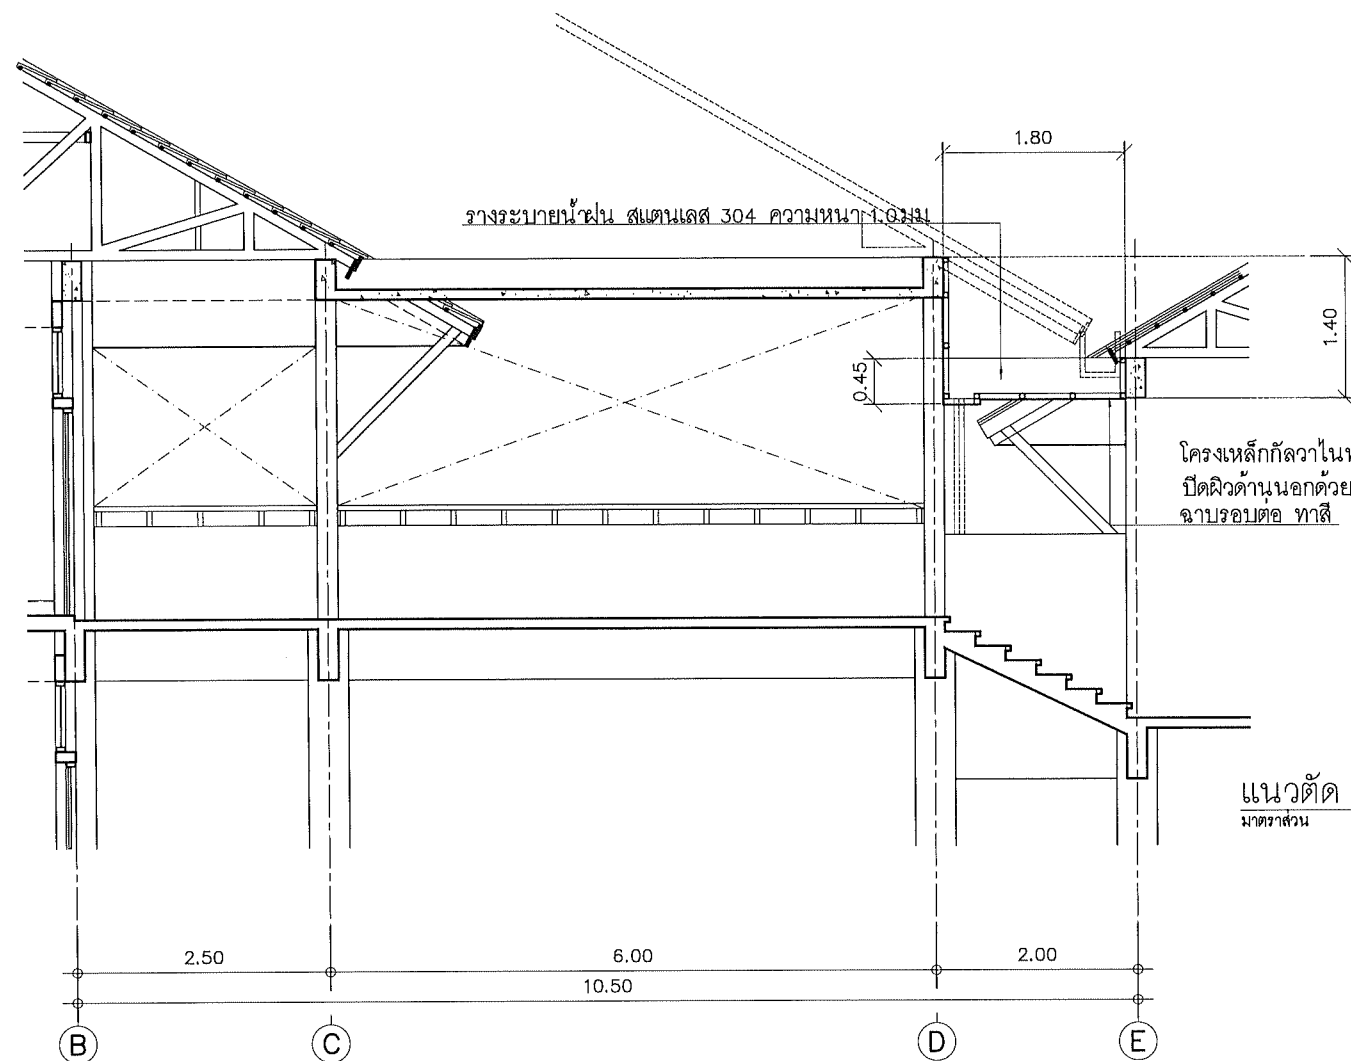 1.80
รางระบายน้ำฝน สแตนเลส 304 ความหนา 1.0 มม
1.40
0.45
โครงเหล็กกัลวาไน
ปิดผิวด้านนอกด้วย
ฉาบรอบต่อ ทาสี
แนวตัด
มาตราส่วน
2.50
6.00
2.00
10.50
B
C
D
E